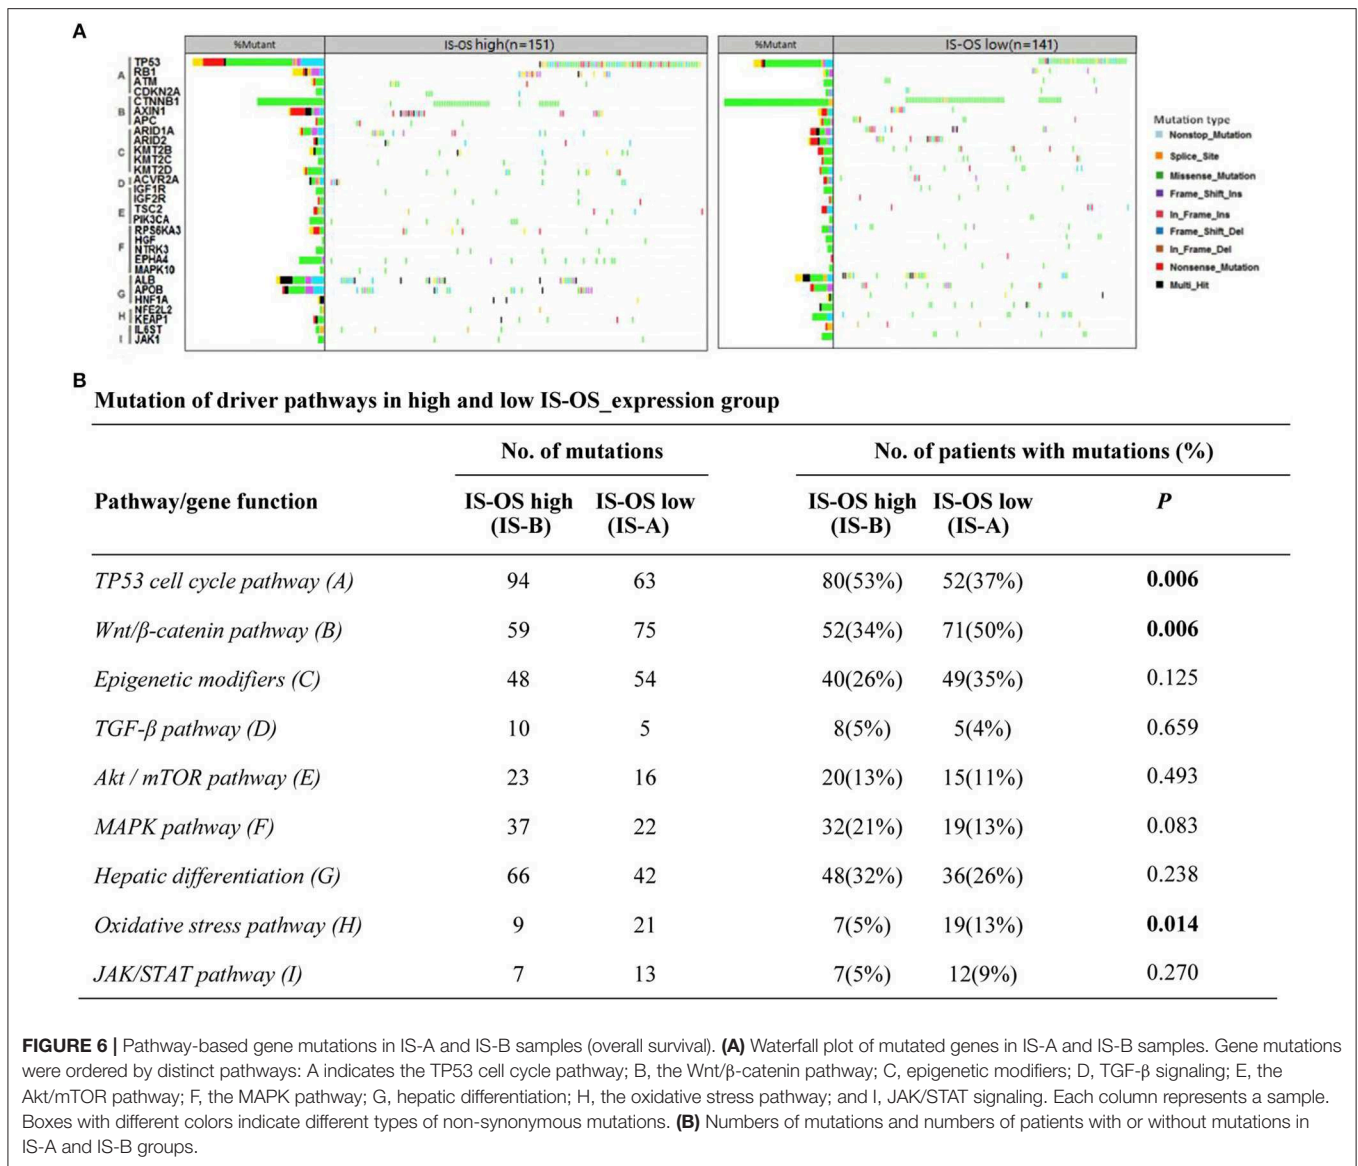 A
%Mutant
IS-OS high(n=151)
%Mutant
IS-OS low(n=141)
A
TP53
RB1
ATM
CDKN2A
B
CTNNB1
AXIN1
APC
C
ARID1A
ARID2
KMT2B
KMT2C
KMT2D
D
ACVR2A
E
IGF1R
IGF2R
TSC2
PIK3CA
F
RPS6KA3
HGF
NTRK3
EPHA4
MAPK10
G
ALB
APOB
HNF1A
H
NFE2L2
KEAP1
I
IL6ST
JAK1
Mutation type
Nonstop_Mutation
Splice_Site
Missense_Mutation
Frame_Shift_Ins
In_Frame_Ins
Frame_Shift_Del
In_Frame_Del
Nonsense_Mutation
Multi_Hit
B
Mutation of driver pathways in high and low IS-OS_expression group
No. of mutations No. of patients with mutations (%)
Pathway/gene function IS-OS high IS-OS low IS-OS high IS-OS low P
(IS-B) (IS-A) (IS-B) (IS-A)
TP53 cell cycle pathway (A) 94 63 80(53%) 52(37%) 0.006
Wnt/β-catenin pathway (B) 59 75 52(34%) 71(50%) 0.006
Epigenetic modifiers (C) 48 54 40(26%) 49(35%) 0.125
TGF-β pathway (D) 10 5 8(5%) 5(4%) 0.659
Akt / mTOR pathway (E) 23 16 20(13%) 15(11%) 0.493
MAPK pathway (F) 37 22 32(21%) 19(13%) 0.083
Hepatic differentiation (G) 66 42 48(32%) 36(26%) 0.238
Oxidative stress pathway (H) 9 21 7(5%) 19(13%) 0.014
JAK/STAT pathway (I) 7 13 7(5%) 12(9%) 0.270
FIGURE 6 | Pathway-based gene mutations in IS-A and IS-B samples (overall survival). (A) Waterfall plot of mutated genes in IS-A and IS-B samples. Gene mutations
were ordered by distinct pathways: A indicates the TP53 cell cycle pathway; B, the Wnt/β-catenin pathway; C, epigenetic modifiers; D, TGF-β signaling; E, the
Akt/mTOR pathway; F, the MAPK pathway; G, hepatic differentiation; H, the oxidative stress pathway; and I, JAK/STAT signaling. Each column represents a sample.
Boxes with different colors indicate different types of non-synonymous mutations. (B) Numbers of mutations and numbers of patients with or without mutations in
IS-A and IS-B groups.